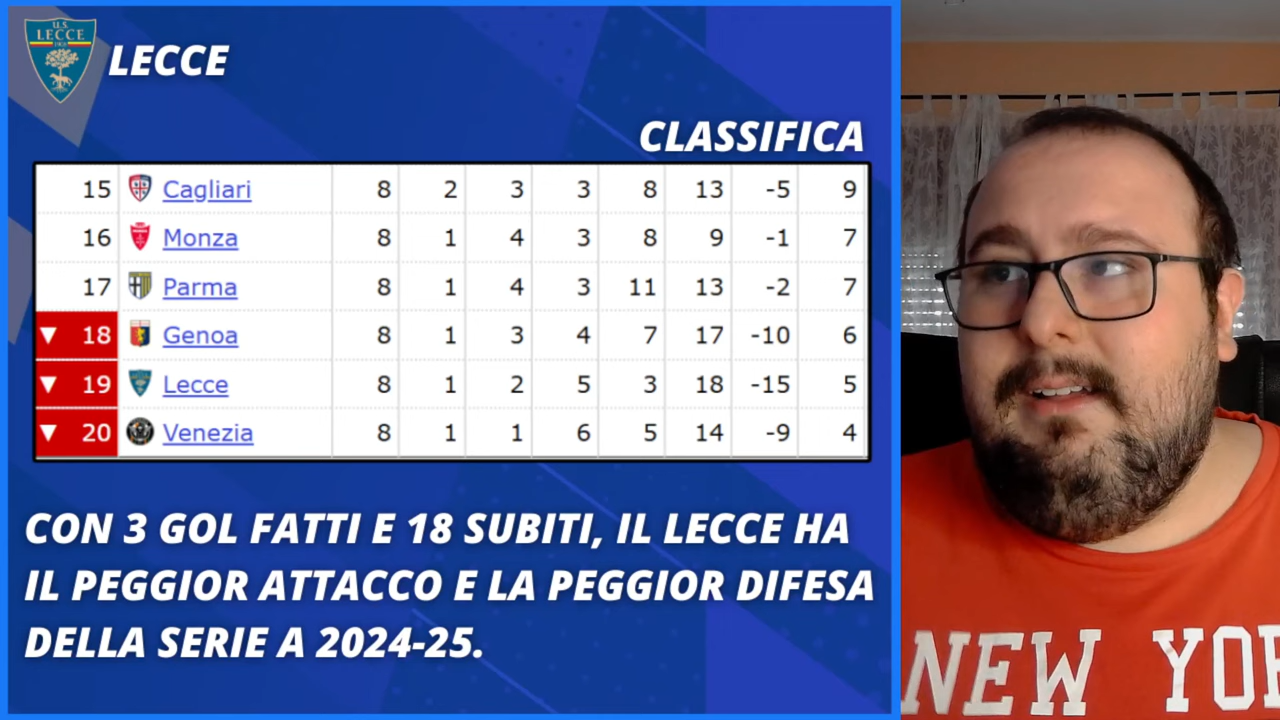 U.S.
LECCE
LECCE
CLASSIFICA
15 Cagliari 8 2 3 3 8 13 -5 9
16 Monza 8 1 4 3 8 9 -1 7
17 Parma 8 1 4 3 11 13 -2 7
18 Genoa 8 1 3 4 7 17 -10 6
19 Lecce 8 1 2 5 3 18 -15 5
20 Venezia 8 1 1 6 5 14 -9 4
CON 3 GOL FATTI E 18 SUBITI, IL LECCE HA
IL PEGGIOR ATTACCO E LA PEGGIOR DIFESA
DELLA SERIE A 2024-25.
NEW YO